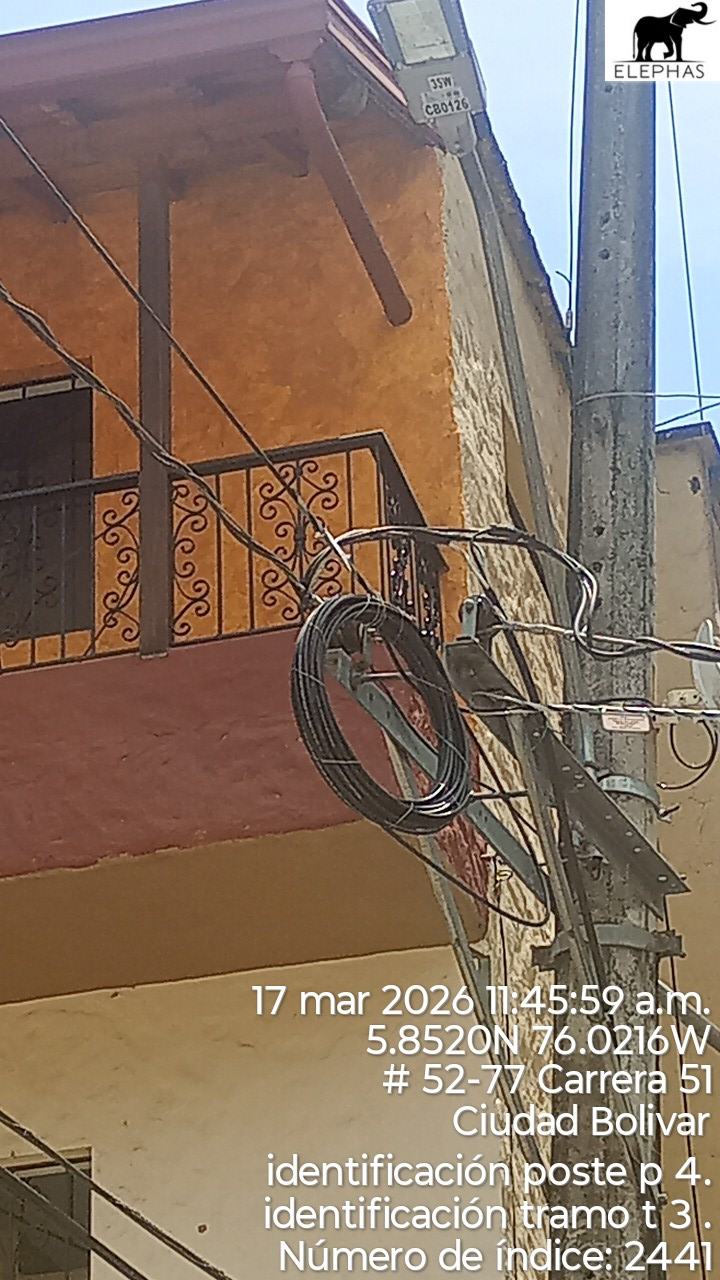 ELEPHAS
35W
CB0126
17 mar 2026 11:45:59 a.m.
5.8520N 76.0216W
# 52-77 Carrera 51
Ciudad Bolivar
identificación poste p 4.
identificación tramo t 3 .
Número de índice: 2441